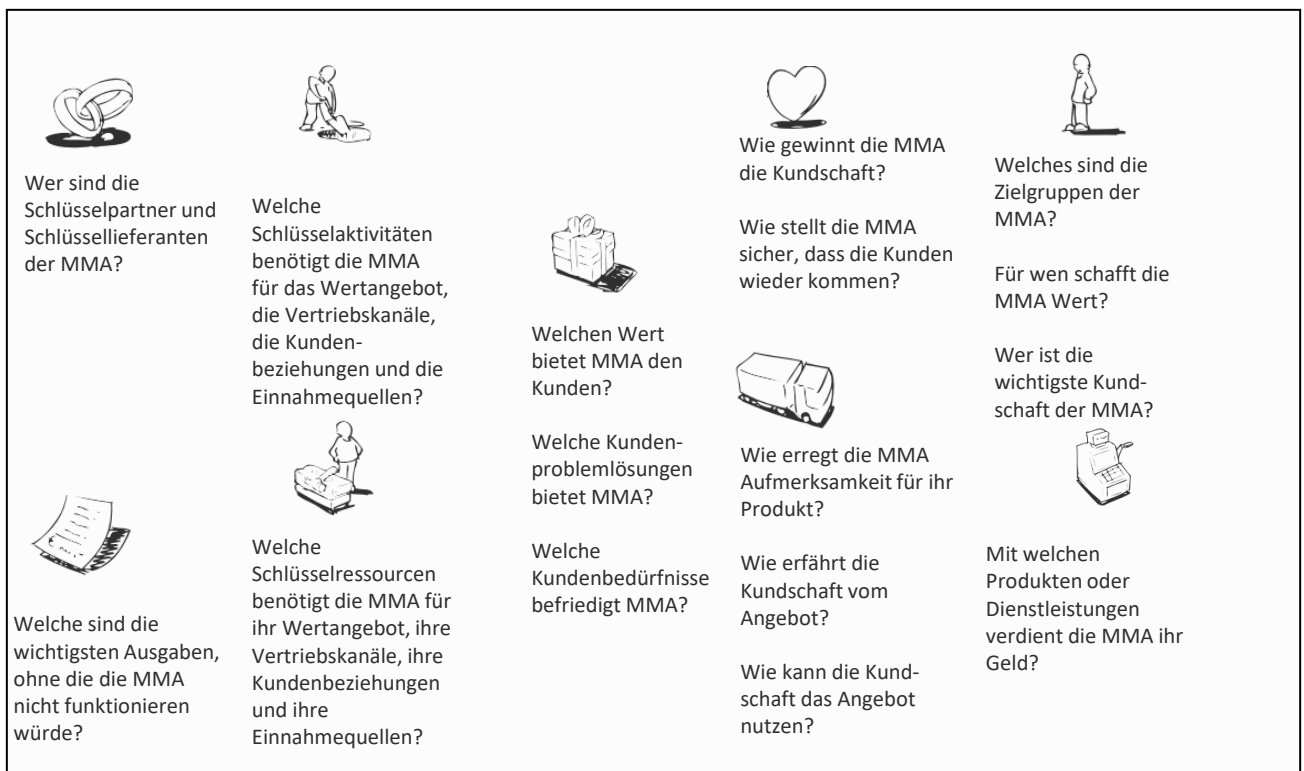 Wer sind die
Schlüsselpartner und
Schlüssellieferanten
der MMA?
Welche
Schlüsselaktivitäten
benötigt die MMA
für das Wertangebot,
die Vertriebskanäle,
die Kunden-
beziehungen und die
Einnahmequellen?
Welchen Wert
bietet MMA den
Kunden?
Welche Kunden-
problemlösungen
bietet MMA?
Welche
Kundenbedürfnisse
befriedigt MMA?
Wie gewinnt die MMA
die Kundschaft?
Wie stellt die MMA
sicher, dass die Kunden
wieder kommen?
Welches sind die
Zielgruppen der
MMA?
Für wen schafft die
MMA Wert?
Wer ist die
wichtigste Kund-
schaft der MMA?
Welche sind die
wichtigsten Ausgaben,
ohne die die MMA
nicht funktionieren
würde?
Welche
Schlüsselressourcen
benötigt die MMA für
ihr Wertangebot, ihre
Vertriebskanäle, ihre
Kundenbeziehungen
und ihre
Einnahmequellen?
Wie erregt die MMA
Aufmerksamkeit für ihr
Produkt?
Wie erfährt die
Kundschaft vom
Angebot?
Wie kann die Kund-
schaft das Angebot
nutzen?
Mit welchen
Produkten oder
Dienstleistungen
verdient die MMA ihr
Geld?